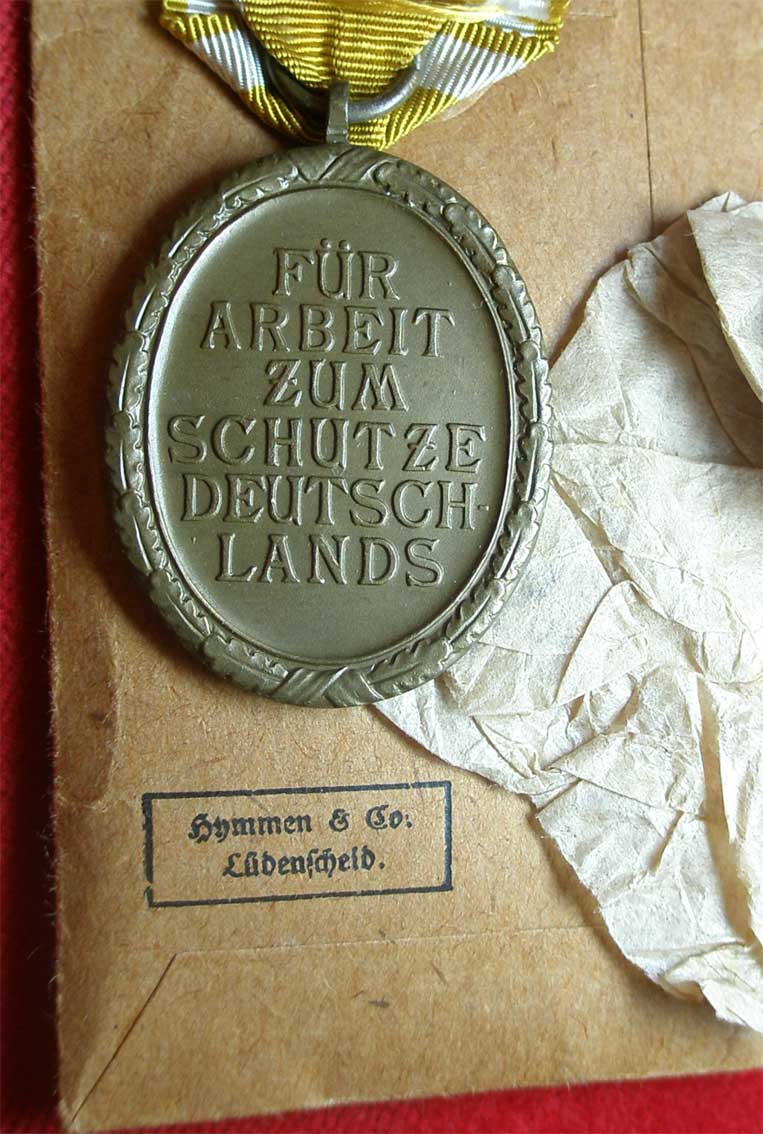 FÜR
ARBEIT
ZUM
SCHUTZE
DEUTSCH-
LANDS
Hymmen & Co.
Lüdenscheid.